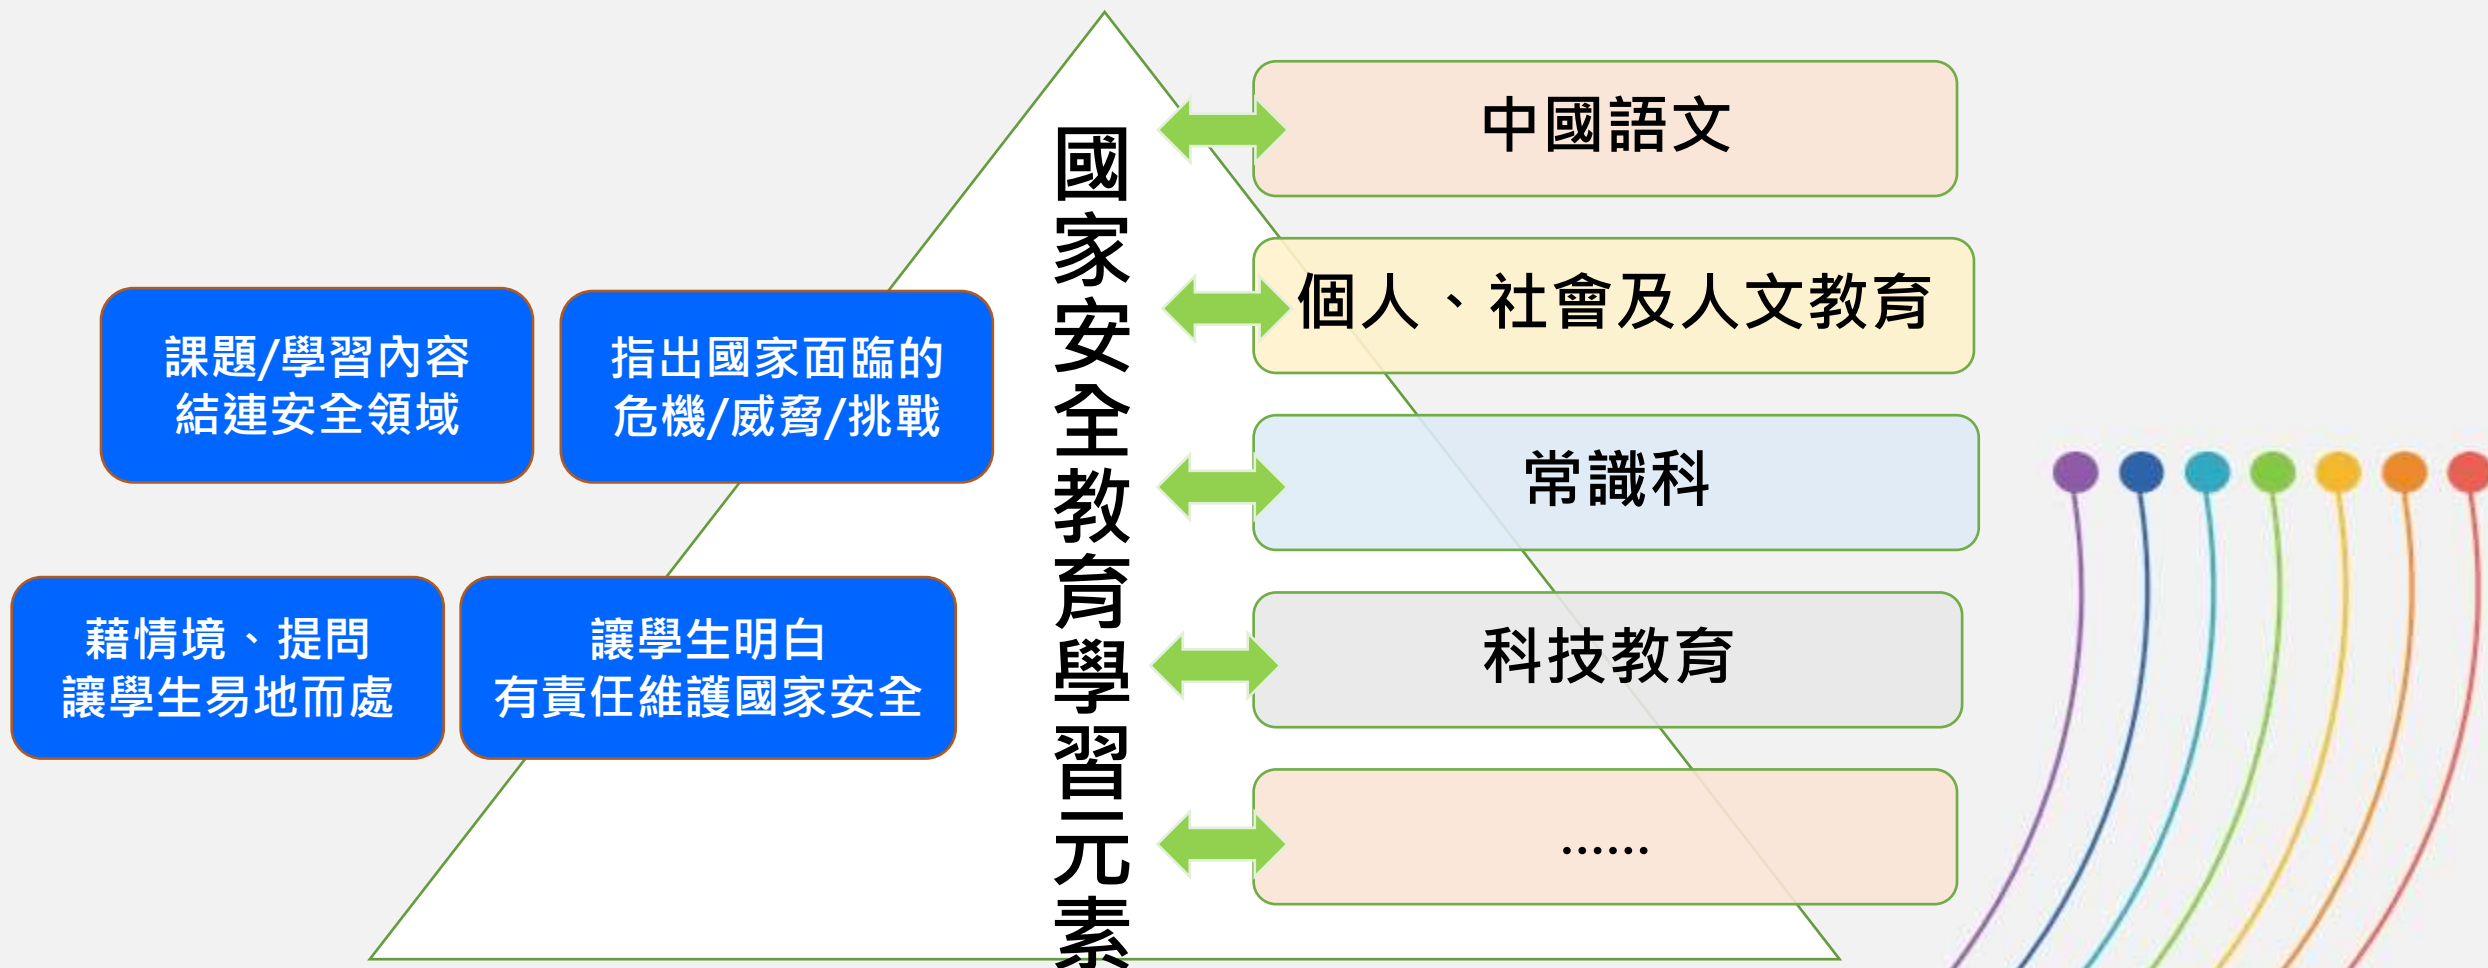 國家安全教育學習元素
課題/學習內容
結連安全領域
指出國家面臨的
危機/威脅/挑戰
藉情境、提問
讓學生易地而處
讓學生明白
有責任維護國家安全
中國語文
個人、社會及人文教育
常識科
科技教育
……